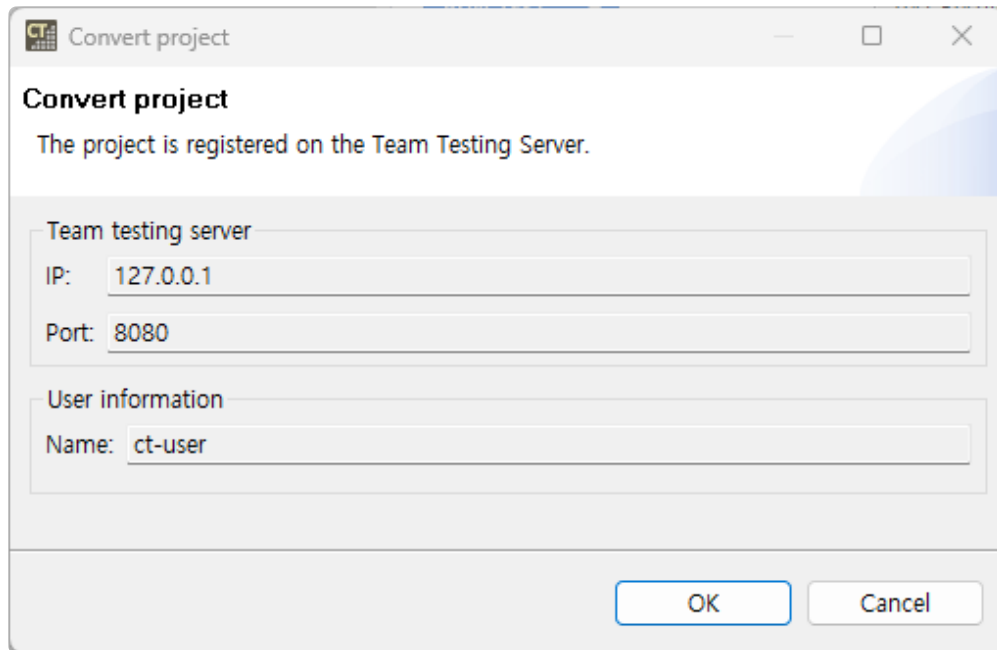 CT
Convert project
Convert project
The project is registered on the Team Testing Server.
Team testing server
IP: 127.0.0.1
Port: 8080
User information
Name: ct-user
OK Cancel